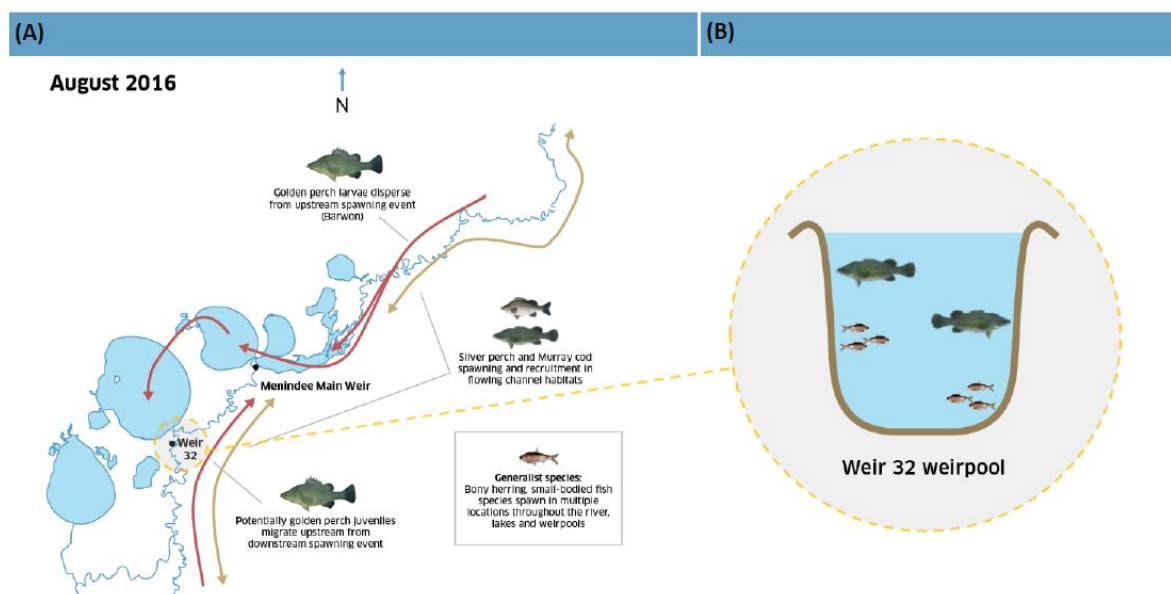 (A)
(B)
August 2016
N
Golden perch larvae disperse
from upstream spawning event
(Barwon)
Silver perch and Murray cod
spawning and recruitment in
flowing channel habitats
Menindee Main Weir
Weir
32
Generalist species:
Bony herring, small-bodied fish
species spawn in multiple
locations throughout the river,
lakes and weirpools
Potentially golden perch juveniles
migrate upstream from
downstream spawning event
Weir 32 weirpool